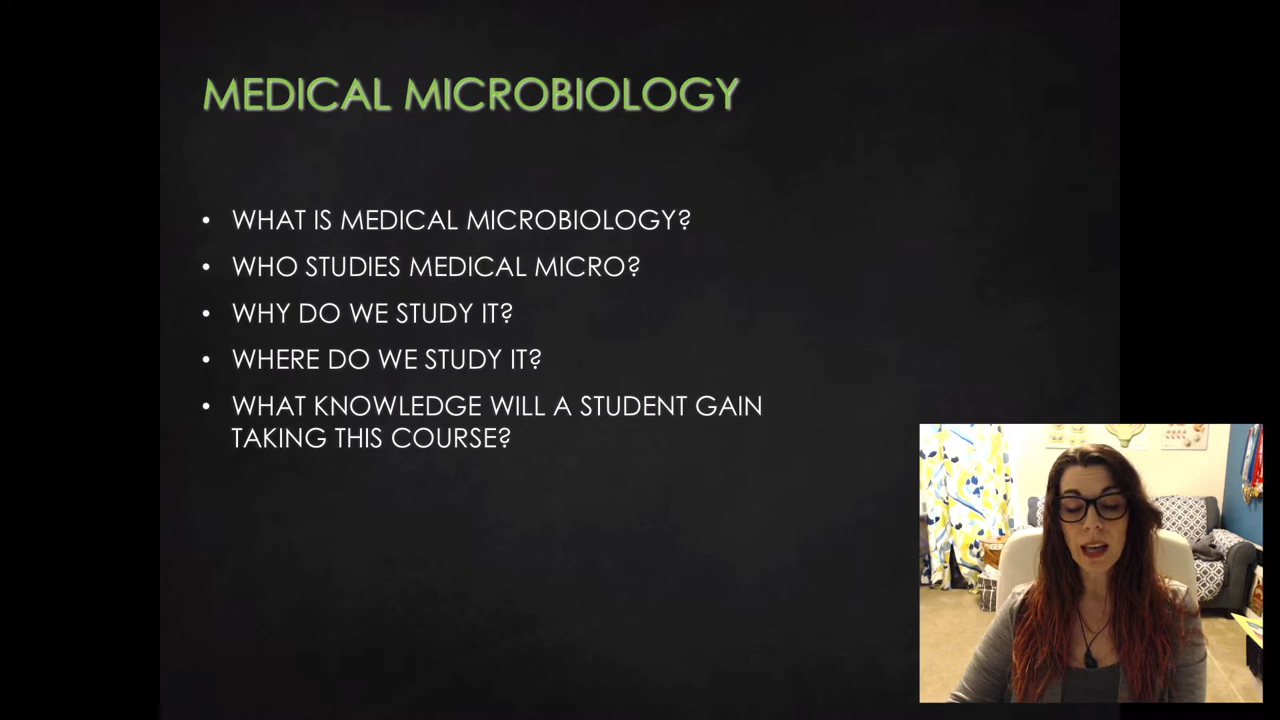 MEDICAL MICROBIOLOGY
• WHAT IS MEDICAL MICROBIOLOGY?
• WHO STUDIES MEDICAL MICRO?
• WHY DO WE STUDY IT?
• WHERE DO WE STUDY IT?
• WHAT KNOWLEDGE WILL A STUDENT GAIN
TAKING THIS COURSE?